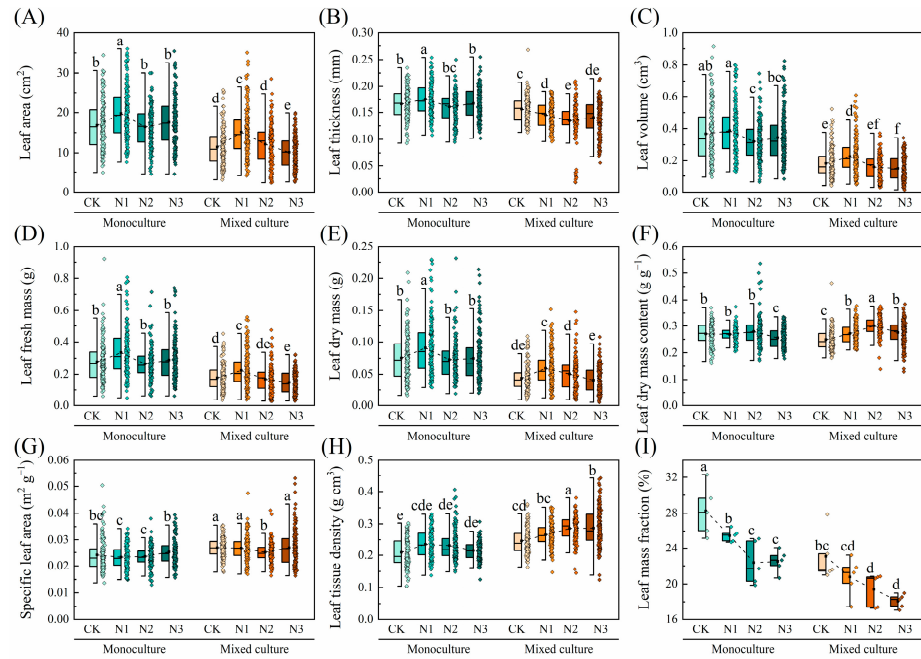 (A)
Leaf area (cm²)
40
30
20
10
0
b a b b d c d e
CK N1 N2 N3 CK N1 N2 N3
Monoculture Mixed culture
(B)
Leaf thickness (mm)
0.30
0.25
0.20
0.15
0.10
0.05
0.00
b a bc b c d e de
CK N1 N2 N3 CK N1 N2 N3
Monoculture Mixed culture
(C)
Leaf volume (cm³)
1.0
0.8
0.6
0.4
0.2
0.0
ab a c bc e d ef f
CK N1 N2 N3 CK N1 N2 N3
Monoculture Mixed culture
(D)
Leaf fresh mass (g)
1.0
0.8
0.6
0.4
0.2
0.0
b a b b d c de e
CK N1 N2 N3 CK N1 N2 N3
Monoculture Mixed culture
(E)
Leaf dry mass (g)
0.25
0.20
0.15
0.10
0.05
0.00
b a b b de c d e
CK N1 N2 N3 CK N1 N2 N3
Monoculture Mixed culture
(F)
Leaf dry mass content (g g⁻¹)
0.6
0.5
0.4
0.3
0.2
0.1
0.0
b b b c c b a b
CK N1 N2 N3 CK N1 N2 N3
Monoculture Mixed culture
(G)
Specific leaf area (m² g⁻¹)
0.06
0.05
0.04
0.03
0.02
0.01
0.00
bc c c b a a b a
CK N1 N2 N3 CK N1 N2 N3
Monoculture Mixed culture
(H)
Leaf tissue density (g cm³)
0.5
0.4
0.3
0.2
0.1
0.0
e cde de de cd bc a b
CK N1 N2 N3 CK N1 N2 N3
Monoculture Mixed culture
(I)
Leaf mass fraction (%)
32
28
24
20
16
a b c c bc cd d d
CK N1 N2 N3 CK N1 N2 N3
Monoculture Mixed culture